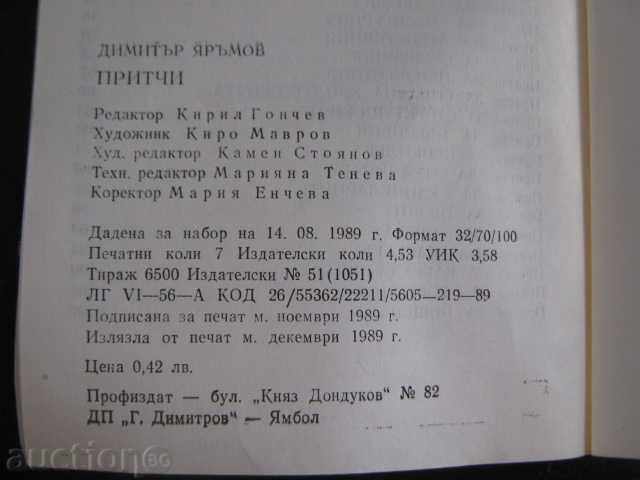 ДИМИТЪР ЯРЪМОВ
ПРИТЧИ
Редактор Кирил Гончев
Художник Киро Мавров
Худ. редактор Камен Стоянов
Техн. редактор Марияна Тенева
Коректор Мария Енчева
Дадена за набор на 14. 08. 1989 г. Формат 32/70/100
Печатни коли 7 Издателски коли 4,53 УИК 3,58
Тираж 6500 Издателски № 51 (1051)
ЛГ VI—56—А КОД 26/55362/22211/5605—219—89
Подписана за печат м. ноември 1989 г.
Излязла от печат м. декември 1989 г.
Цена 0,42 лв.
Профиздат — бул. „Княз Дондуков" № 82
ДП „Г. Димитров" — Ямбол
auction BG